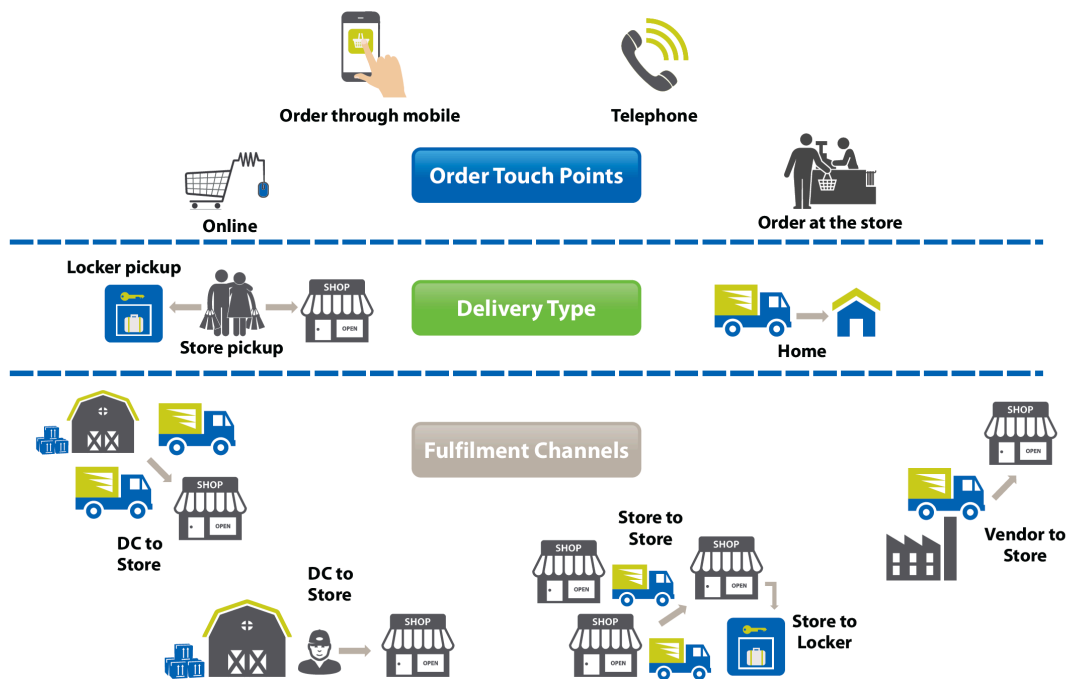 Order through mobile
Telephone
Order Touch Points
Online
Order at the store
Locker pickup
SHOP
OPEN
Store pickup
Delivery Type
Home
Fulfilment Channels
SHOP
OPEN
DC to
Store
DC to
Store
SHOP
OPEN
Store to
Store
SHOP
OPEN
SHOP
OPEN
SHOP
OPEN
Store to
Locker
SHOP
OPEN
Vendor to
Store